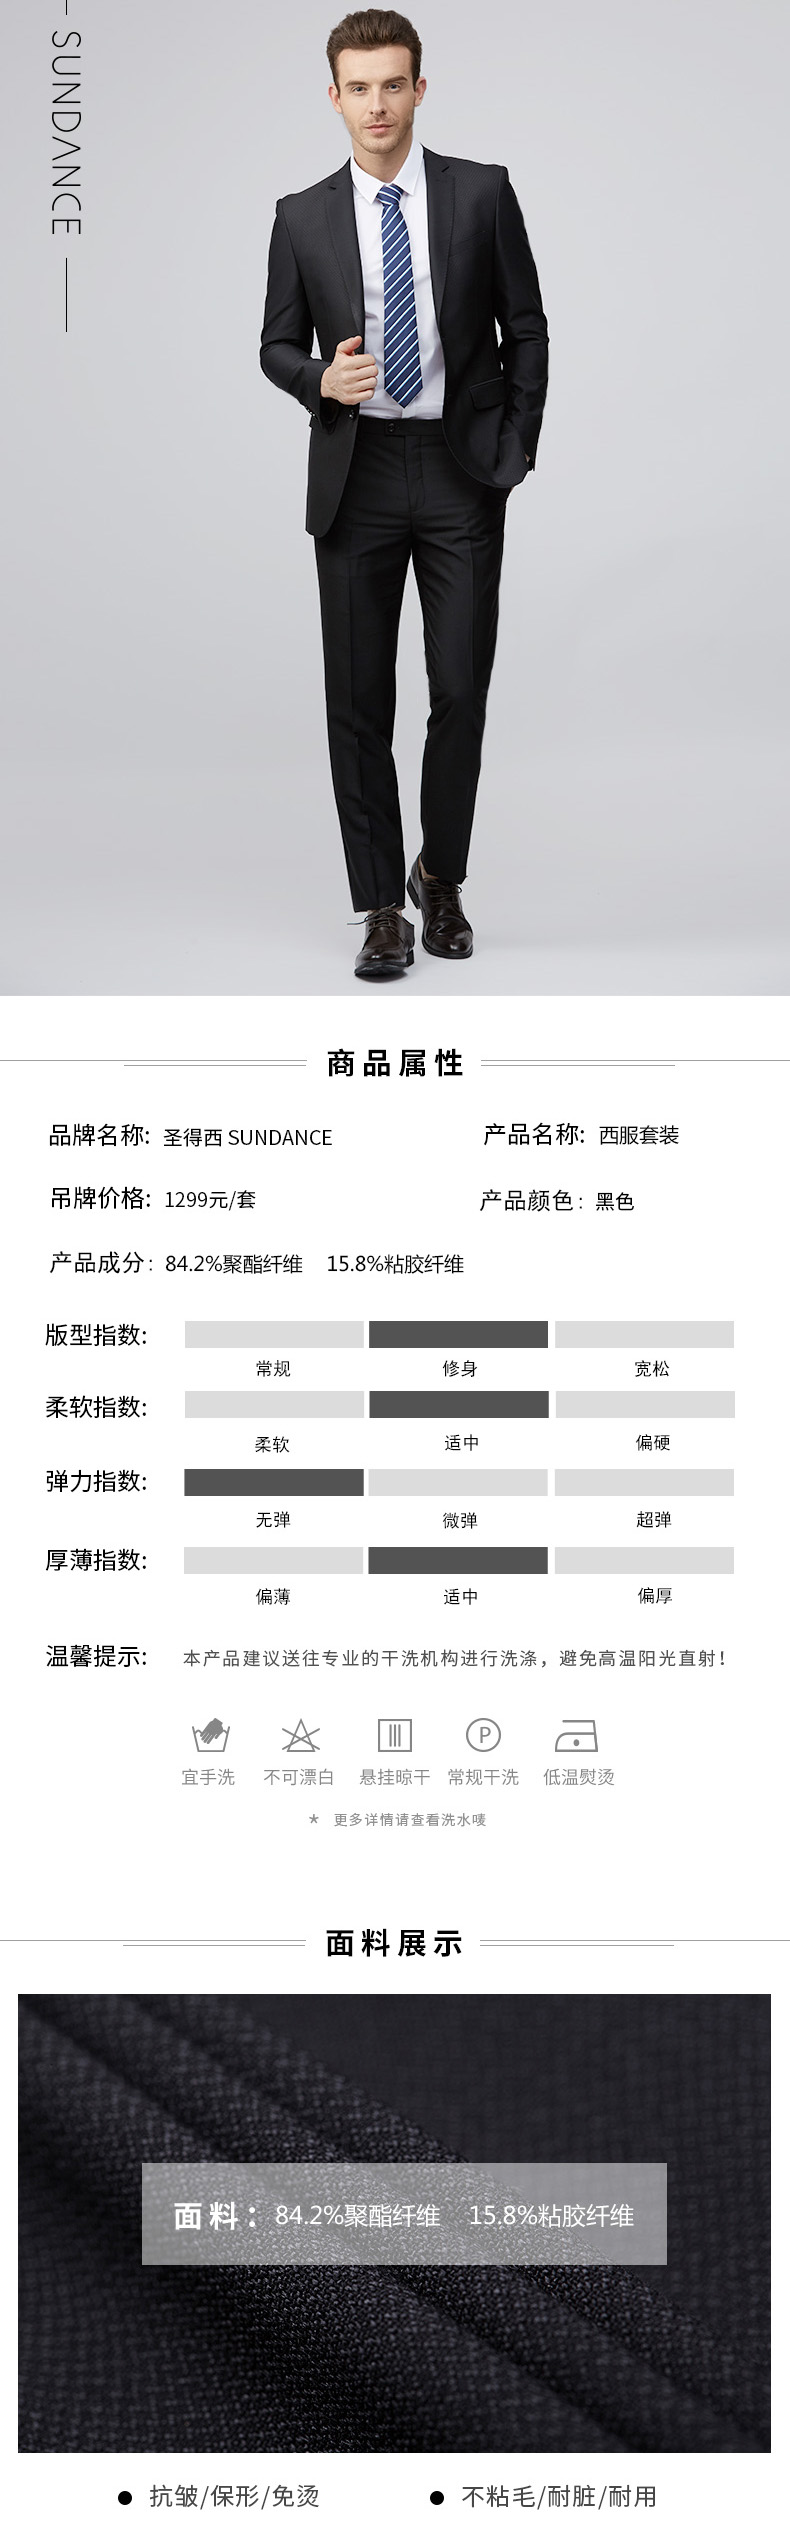 SUNDANCE
商品属性
品牌名称: 圣得西 SUNDANCE
产品名称: 西服套装
吊牌价格: 1299元/套
产品颜色: 黑色
产品成分: 84.2%聚酯纤维 15.8%粘胶纤维
版型指数:
常规 修身 宽松
柔软指数:
柔软 适中 偏硬
弹力指数:
无弹 微弹 超弹
厚薄指数:
偏薄 适中 偏厚
温馨提示: 本产品建议送往专业的干洗机构进行洗涤，避免高温阳光直射！
P
宜手洗 不可漂白 悬挂晾干 常规干洗 低温熨烫
* 更多详情请查看洗水唛
面料展示
面料：84.2%聚酯纤维 15.8%粘胶纤维
● 抗皱/保形/免烫
● 不粘毛/耐脏/耐用